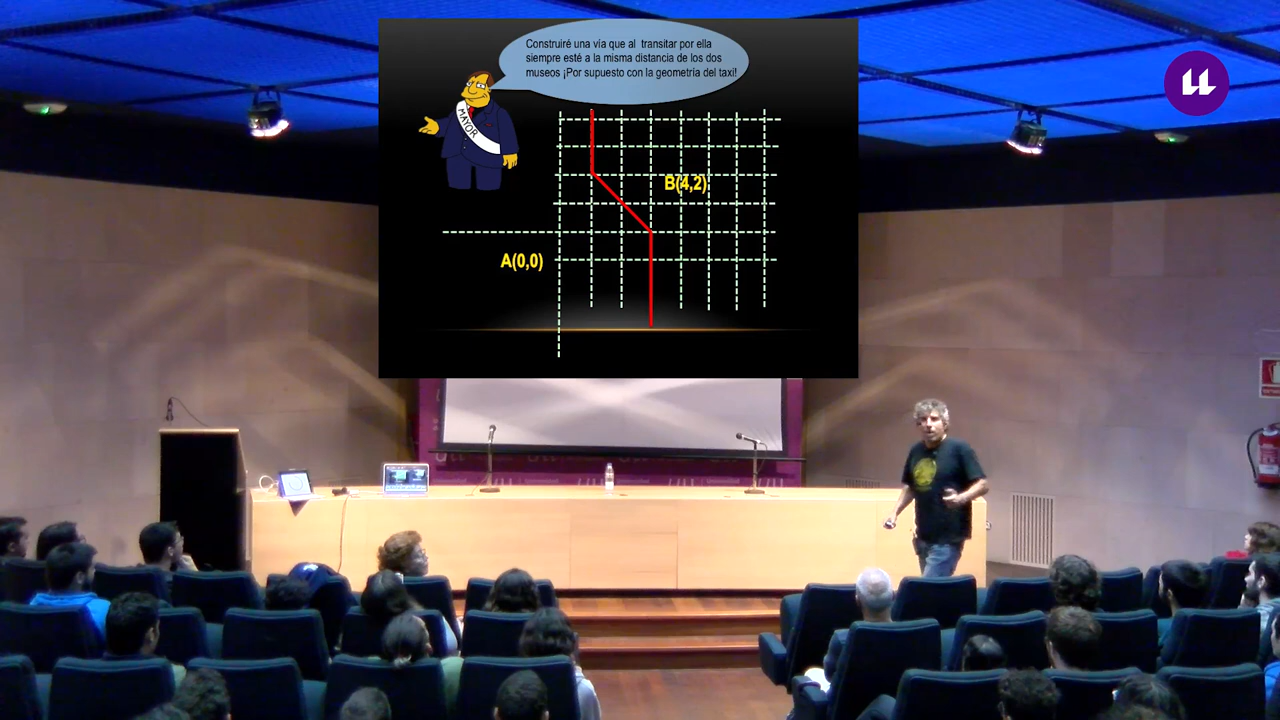 Construiré una vía que al transitar por ella
siempre esté a la misma distancia de los dos
museos ¡Por supuesto con la geometría del taxi!
MAYOR
B(4,2)
A(0,0)